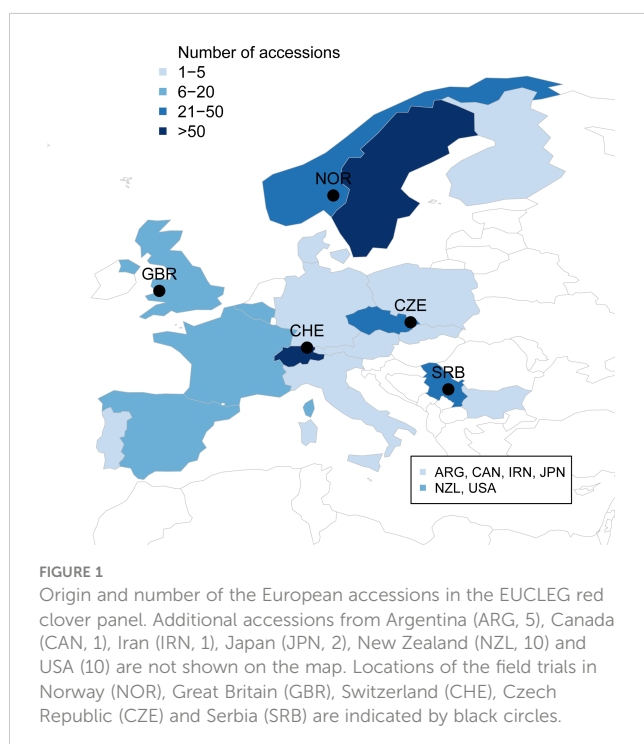 Number of accessions
1−5
6−20
21−50
>50
NOR
GBR
CZE
CHE
SRB
ARG, CAN, IRN, JPN
NZL, USA
FIGURE 1
Origin and number of the European accessions in the EUCLEG red
clover panel. Additional accessions from Argentina (ARG, 5), Canada
(CAN, 1), Iran (IRN, 1), Japan (JPN, 2), New Zealand (NZL, 10) and
USA (10) are not shown on the map. Locations of the field trials in
Norway (NOR), Great Britain (GBR), Switzerland (CHE), Czech
Republic (CZE) and Serbia (SRB) are indicated by black circles.